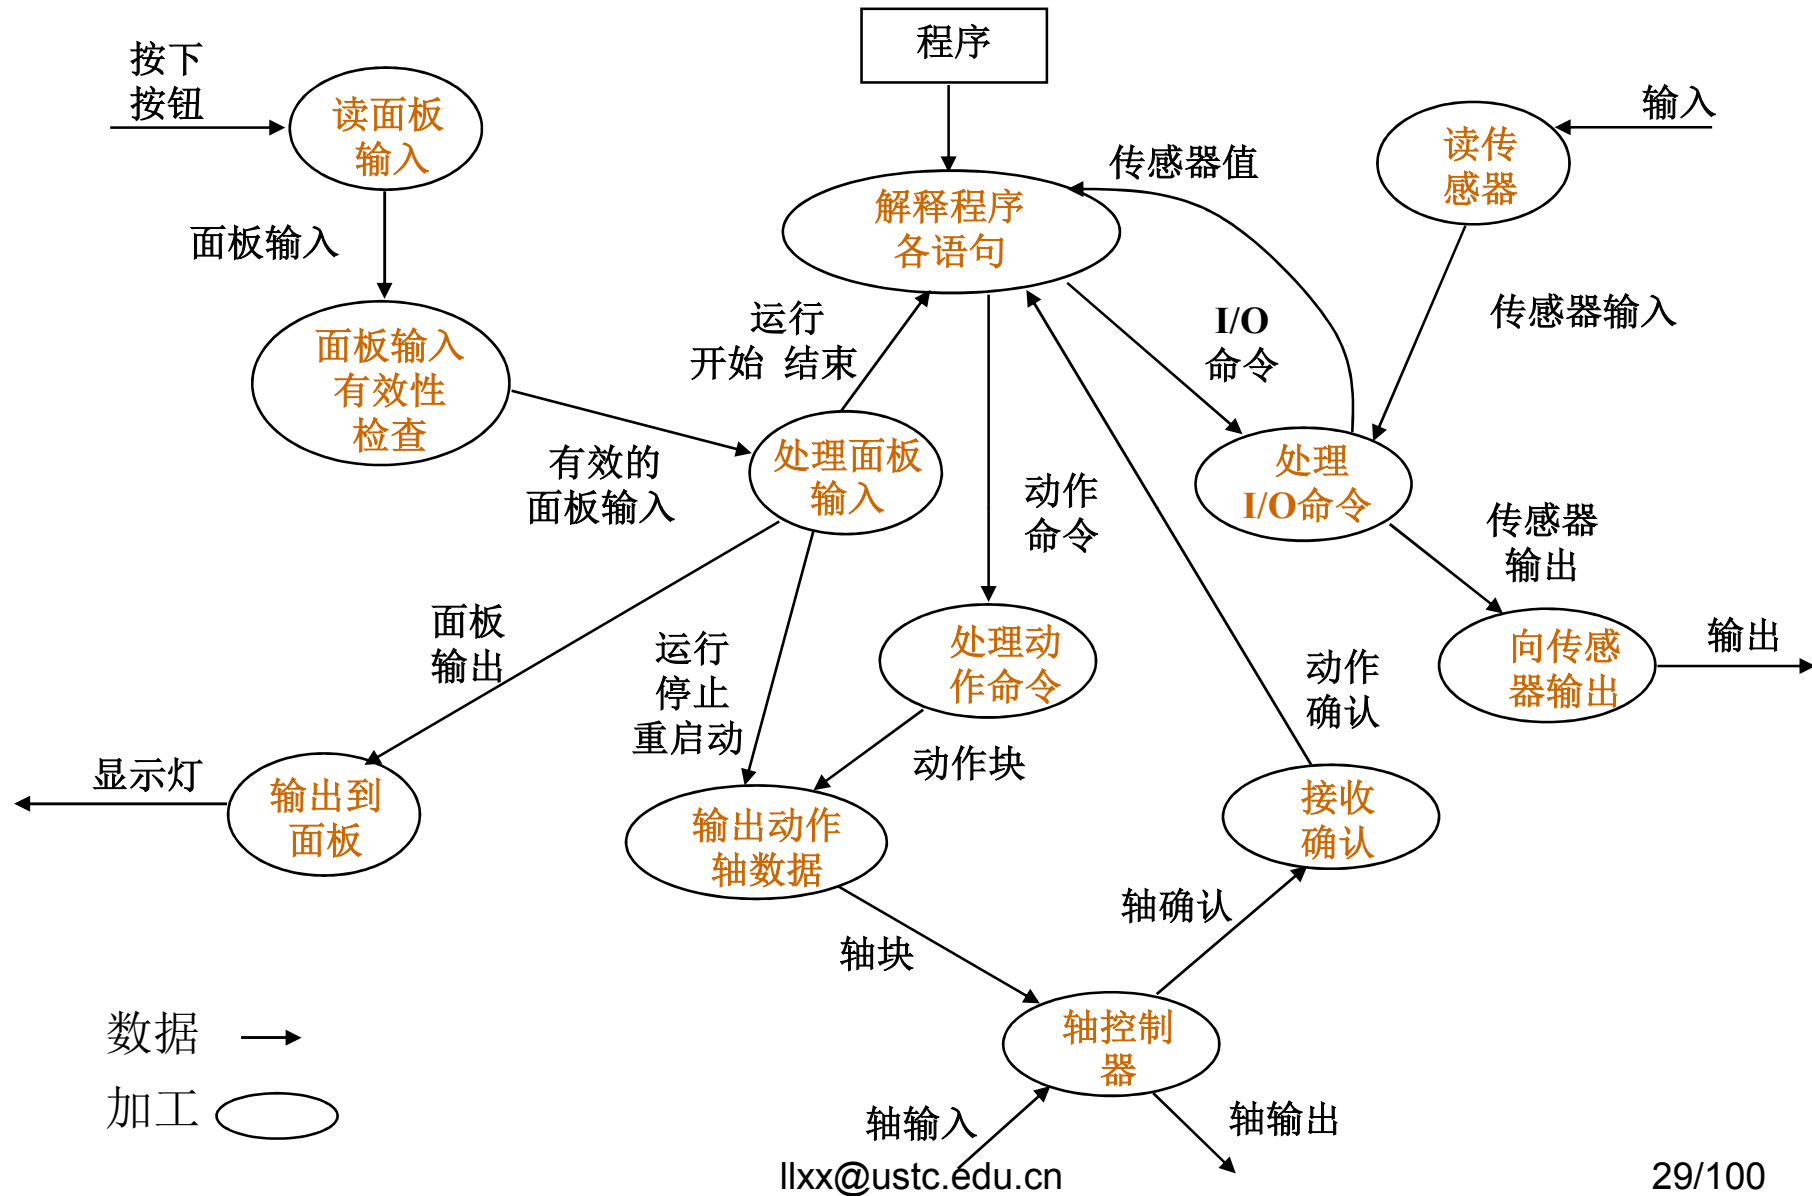 程序
按下
按钮
读面板
输入
输入
读传
感器
传感器值
解释程序
各语句
面板输入
传感器输入
运行
开始 结束
I/O
命令
面板输入
有效性
检查
有效的
面板输入
处理面板
输入
动作
命令
处理
I/O命令
传感器
输出
面板
输出
运行
停止
重启动
处理动
作命令
动作
确认
向传感
器输出
输出
显示灯
输出到
面板
动作块
输出动作
轴数据
接收
确认
轴块
轴确认
轴控制
器
数据
加工
轴输入
轴输出
llxx@ustc.edu.cn
29/100